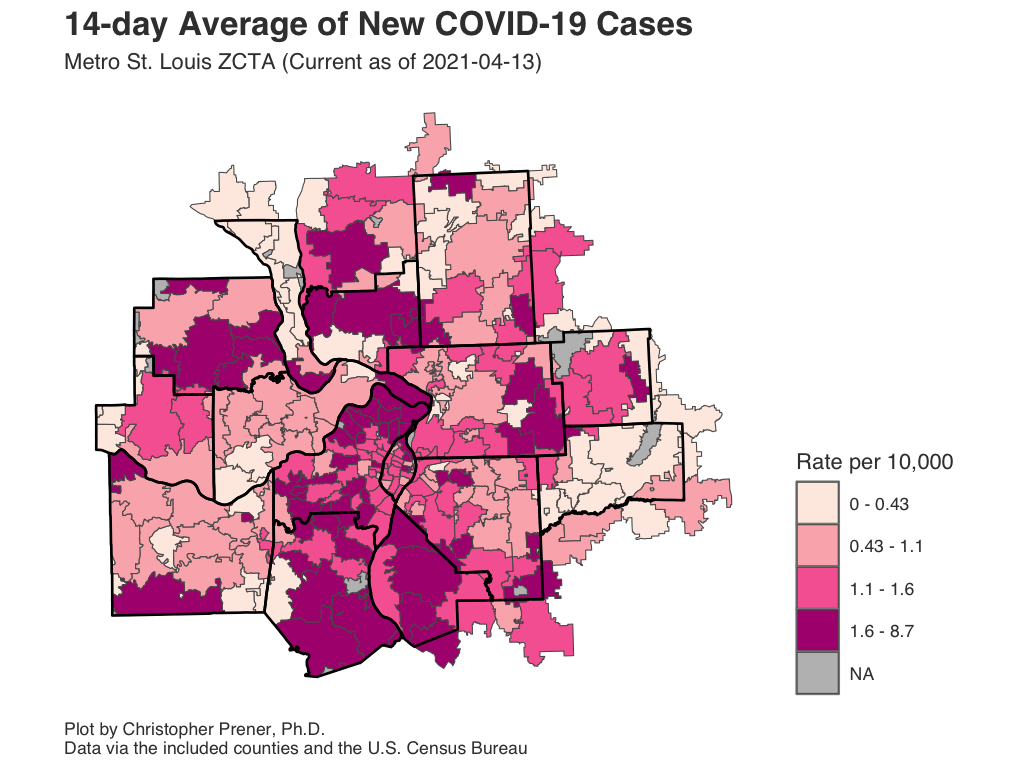 14-day Average of New COVID-19 Cases
Metro St. Louis ZCTA (Current as of 2021-04-13)
Rate per 10,000
0 - 0.43
0.43 - 1.1
1.1 - 1.6
1.6 - 8.7
NA
Plot by Christopher Prener, Ph.D.
Data via the included counties and the U.S. Census Bureau